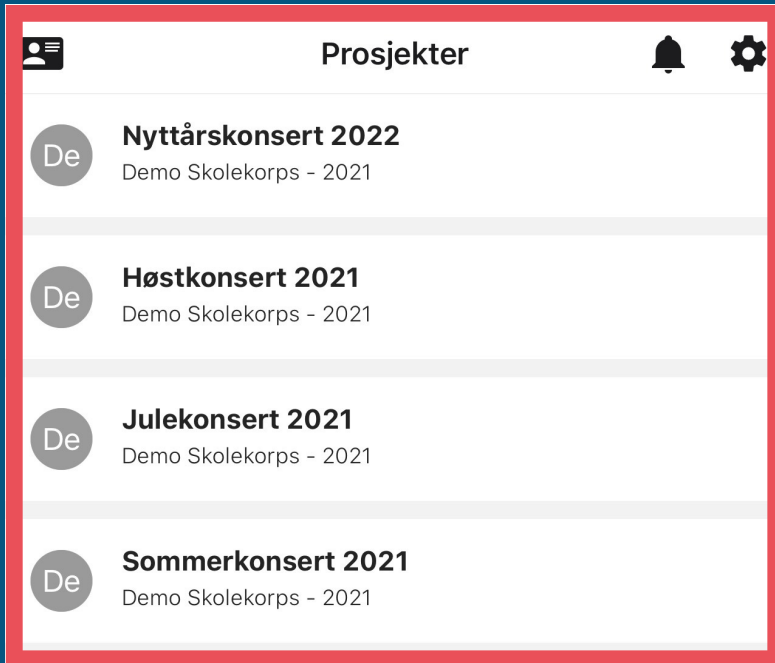 Prosjekter
De
Nyttårskonsert 2022
Demo Skolekorps - 2021
De
Høstkonsert 2021
Demo Skolekorps - 2021
De
Julekonsert 2021
Demo Skolekorps - 2021
De
Sommerkonsert 2021
Demo Skolekorps - 2021